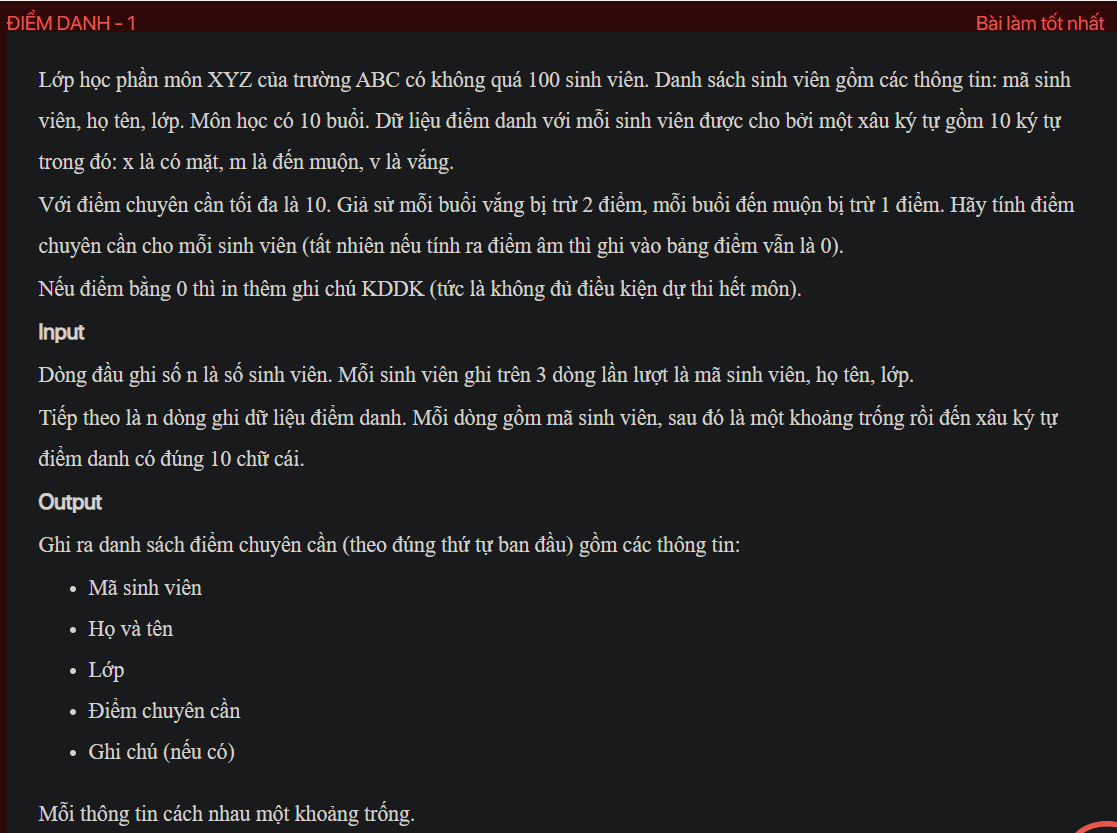 ĐIỂM DANH - 1
Bài làm tốt nhất
Lớp học phần môn XYZ của trường ABC có không quá 100 sinh viên. Danh sách sinh viên gồm các thông tin: mã sinh
viên, họ tên, lớp. Môn học có 10 buổi. Dữ liệu điểm danh với mỗi sinh viên được cho bởi một xâu ký tự gồm 10 ký tự
trong đó: x là có mặt, m là đến muộn, v là vắng.
Với điểm chuyên cần tối đa là 10. Giả sử mỗi buổi vắng bị trừ 2 điểm, mỗi buổi đến muộn bị trừ 1 điểm. Hãy tính điểm
chuyên cần cho mỗi sinh viên (tất nhiên nếu tính ra điểm âm thì ghi vào bảng điểm vẫn là 0).
Nếu điểm bằng 0 thì in thêm ghi chú KDDK (tức là không đủ điều kiện dự thi hết môn).
Input
Dòng đầu ghi số n là số sinh viên. Mỗi sinh viên ghi trên 3 dòng lần lượt là mã sinh viên, họ tên, lớp.
Tiếp theo là n dòng ghi dữ liệu điểm danh. Mỗi dòng gồm mã sinh viên, sau đó là một khoảng trống rồi đến xâu ký tự
điểm danh có đúng 10 chữ cái.
Output
Ghi ra danh sách điểm chuyên cần (theo đúng thứ tự ban đầu) gồm các thông tin:
• Mã sinh viên
• Họ và tên
• Lớp
• Điểm chuyên cần
• Ghi chú (nếu có)
Mỗi thông tin cách nhau một khoảng trống.